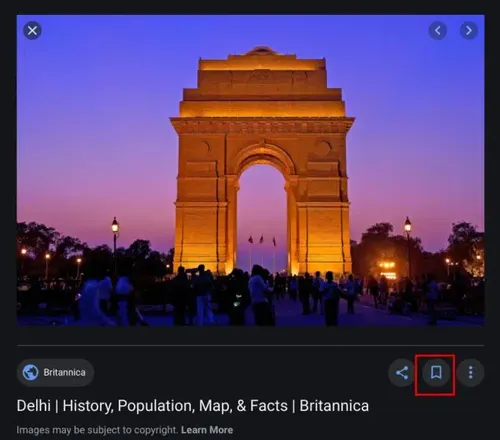 Britannica
Delhi | History, Population, Map, & Facts | Britannica
Images may be subject to copyright. Learn More